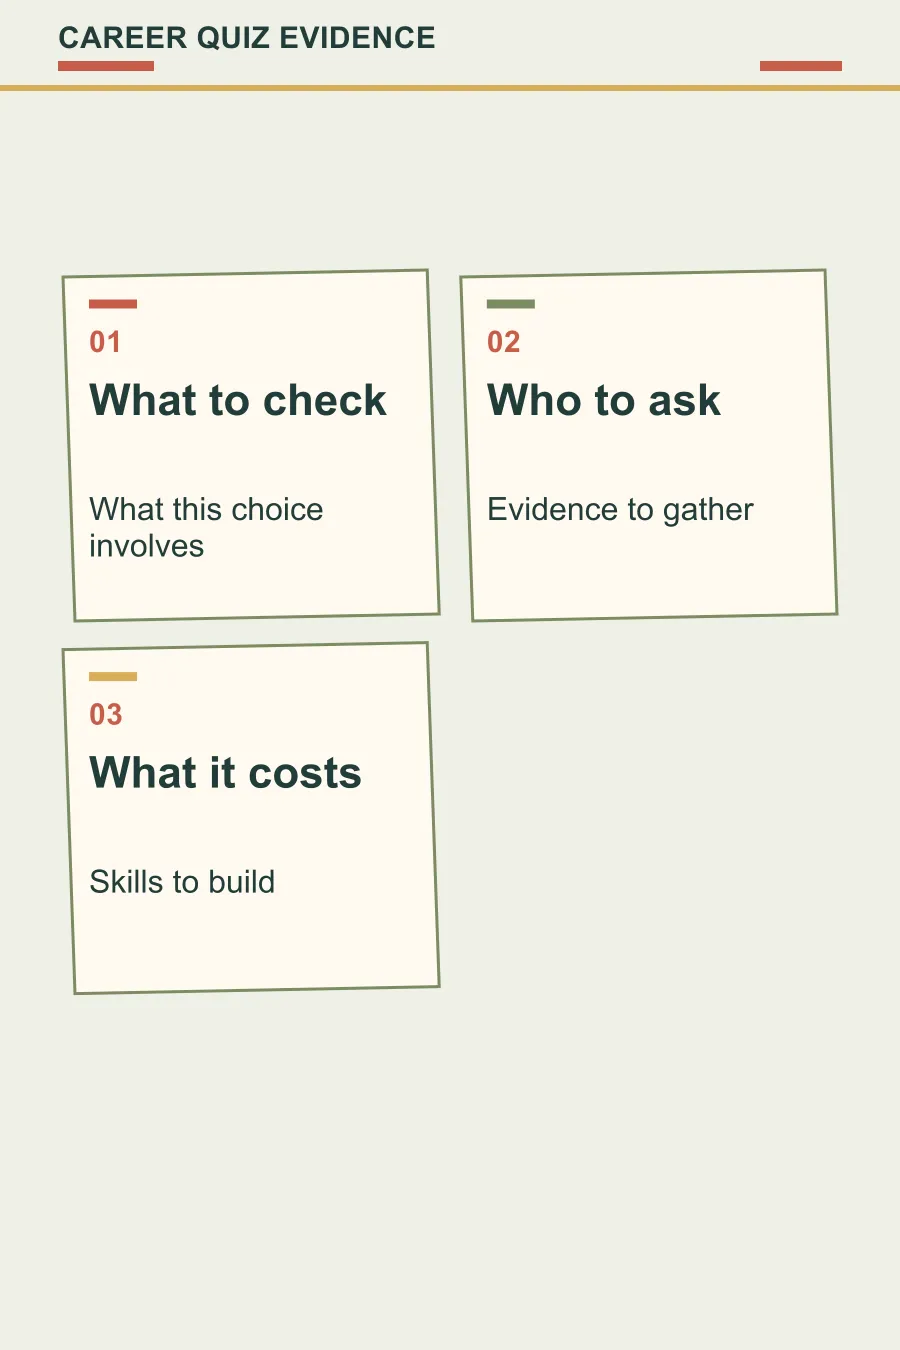 CAREER QUIZ EVIDENCE
01
What to check
What this choice
involves
02
Who to ask
Evidence to gather
03
What it costs
Skills to build